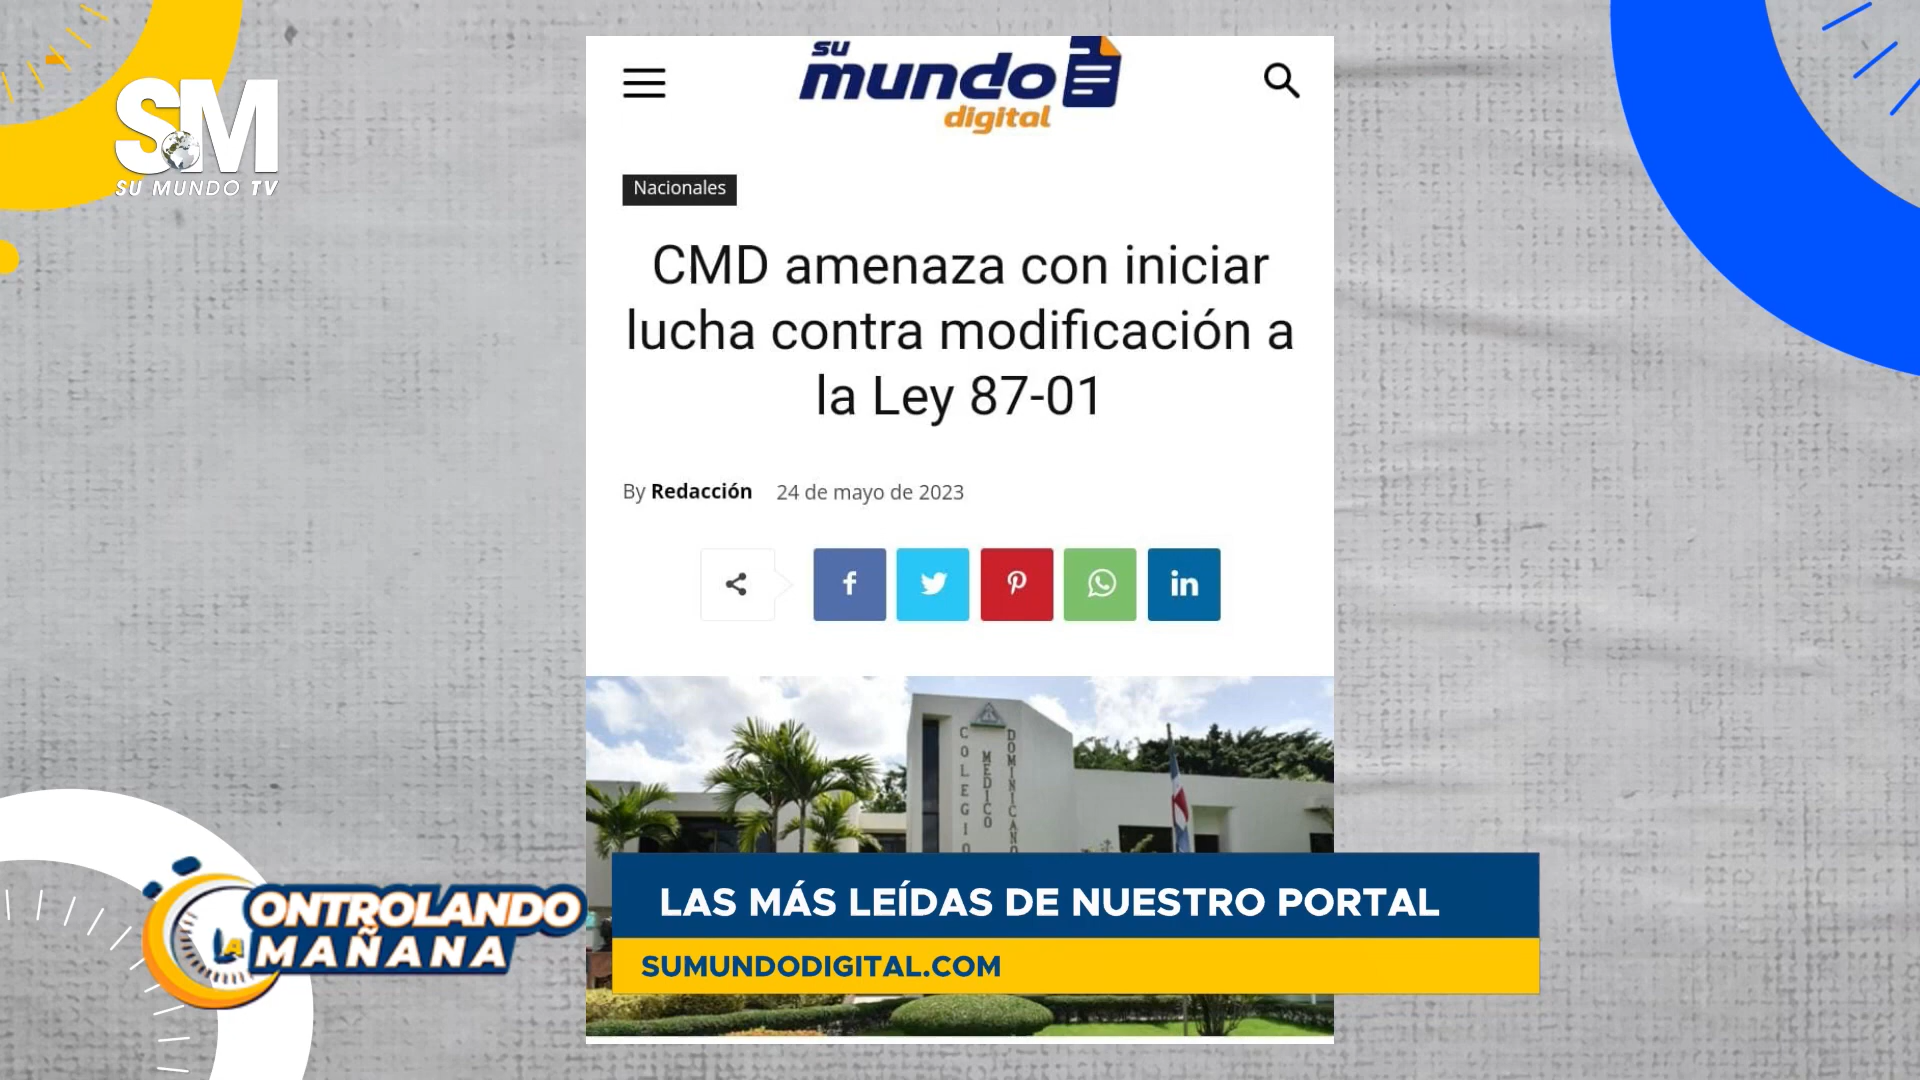 SM
SU MUNDO TV
su
mundo
digital
Nacionales
CMD amenaza con iniciar
lucha contra modificación a
la Ley 87-01
By Redacción 24 de mayo de 2023
COLEGIO
MEDICO
DOMINICANO
CONTROLANDO
LA MAÑANA
LAS MÁS LEÍDAS DE NUESTRO PORTAL
SUMUNDODIGITAL.COM